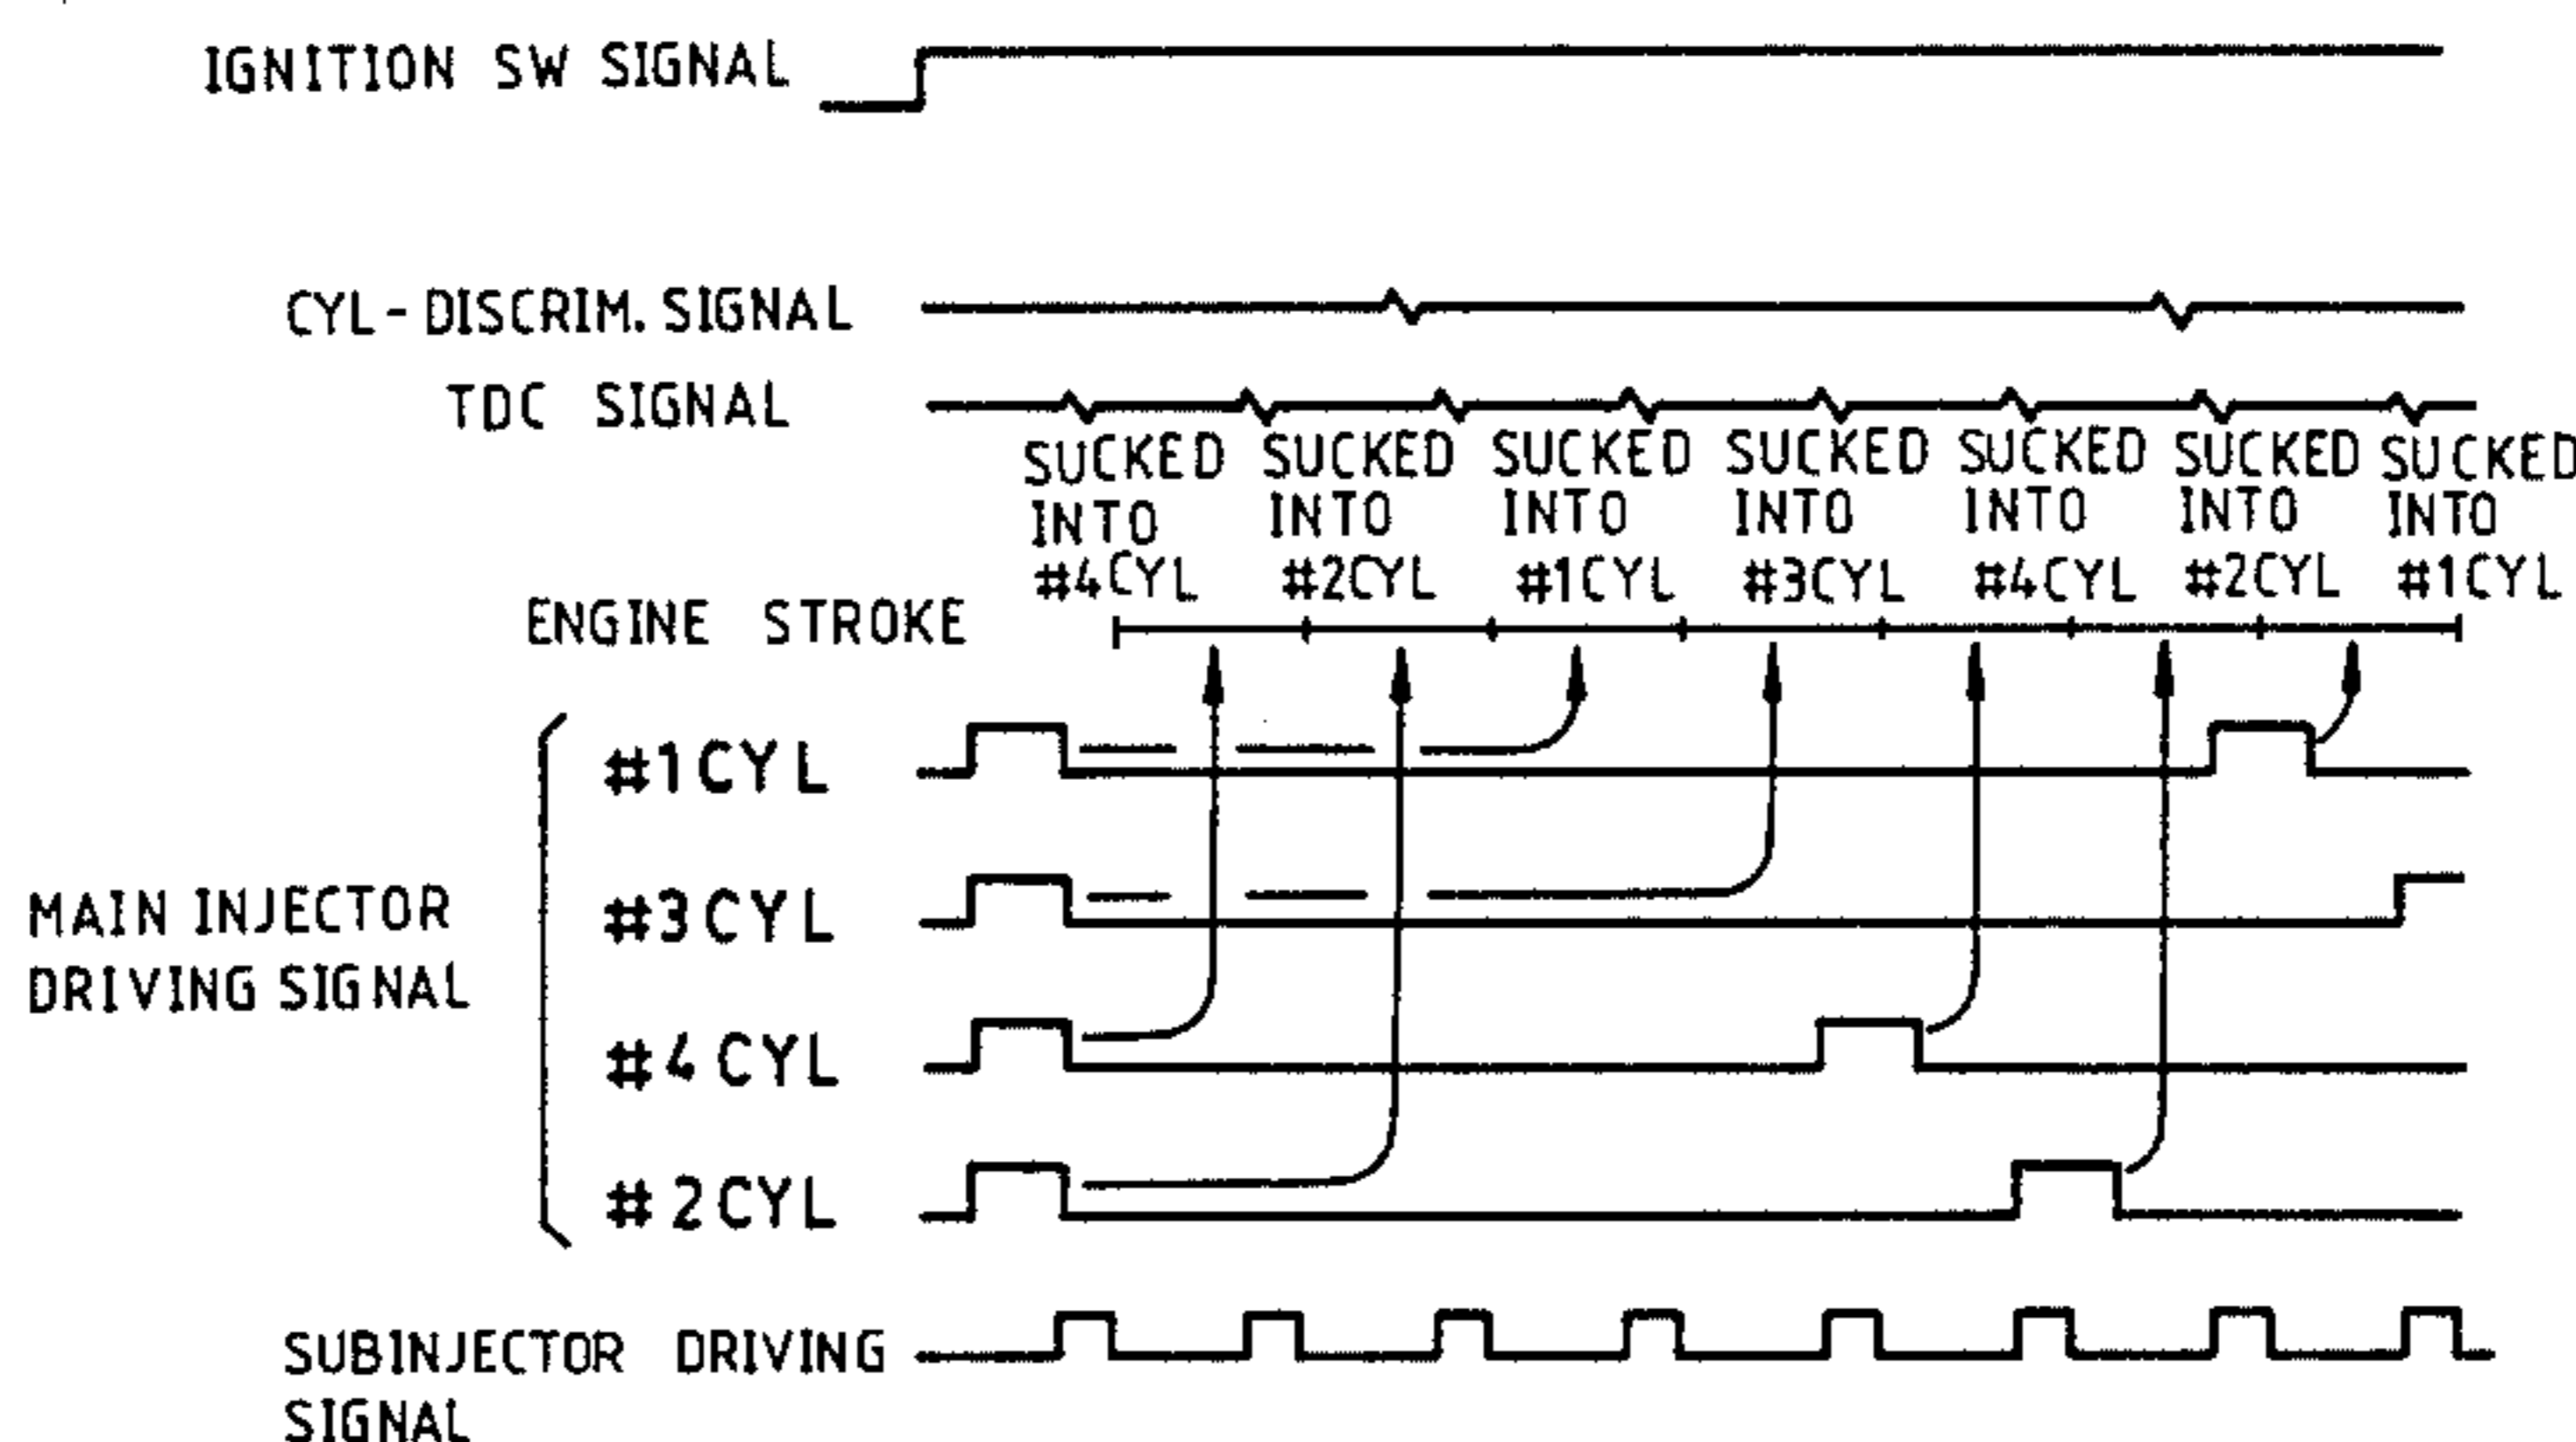 IGNITION SW SIGNAL
CYL-DISCRIM. SIGNAL
TDC SIGNAL
SUCKED INTO #4CYL
SUCKED INTO #2CYL
SUCKED INTO #1CYL
SUCKED INTO #3CYL
SUCKED INTO #4CYL
SUCKED INTO #2CYL
SUCKED INTO #1CYL
ENGINE STROKE
MAIN INJECTOR
DRIVING SIGNAL
#1CYL
#3CYL
#4CYL
#2CYL
SUBINJECTOR DRIVING
SIGNAL